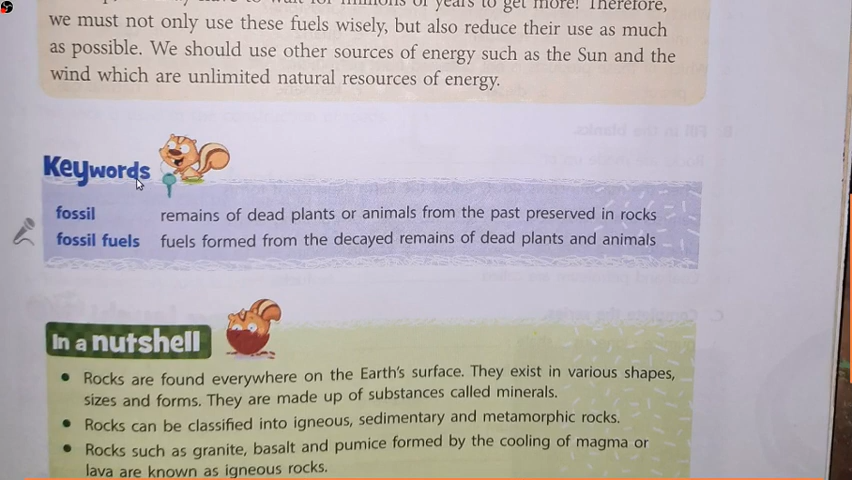 we must not only use these fuels wisely, but also reduce their use as much
as possible. We should use other sources of energy such as the Sun and the
wind which are unlimited natural resources of energy.
Keywords
fossil remains of dead plants or animals from the past preserved in rocks
fossil fuels fuels formed from the decayed remains of dead plants and animals
In a nutshell
• Rocks are found everywhere on the Earth's surface. They exist in various shapes,
sizes and forms. They are made up of substances called minerals.
• Rocks can be classified into igneous, sedimentary and metamorphic rocks.
• Rocks such as granite, basalt and pumice formed by the cooling of magma or
lava are known as igneous rocks.